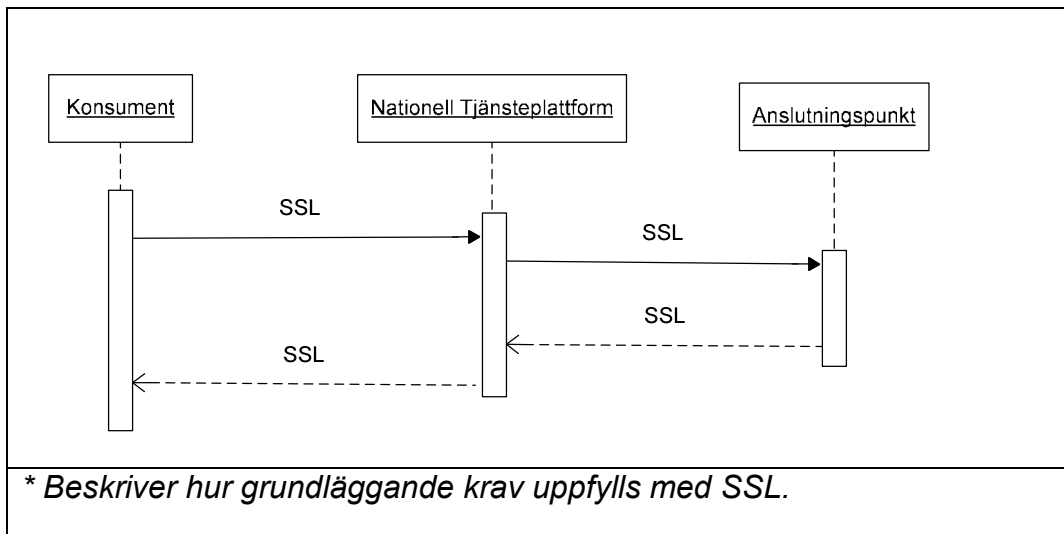 Konsument
Nationell Tjänsteplattform
Anslutningspunkt
SSL
SSL
SSL
SSL
* Beskriver hur grundläggande krav uppfylls med SSL.